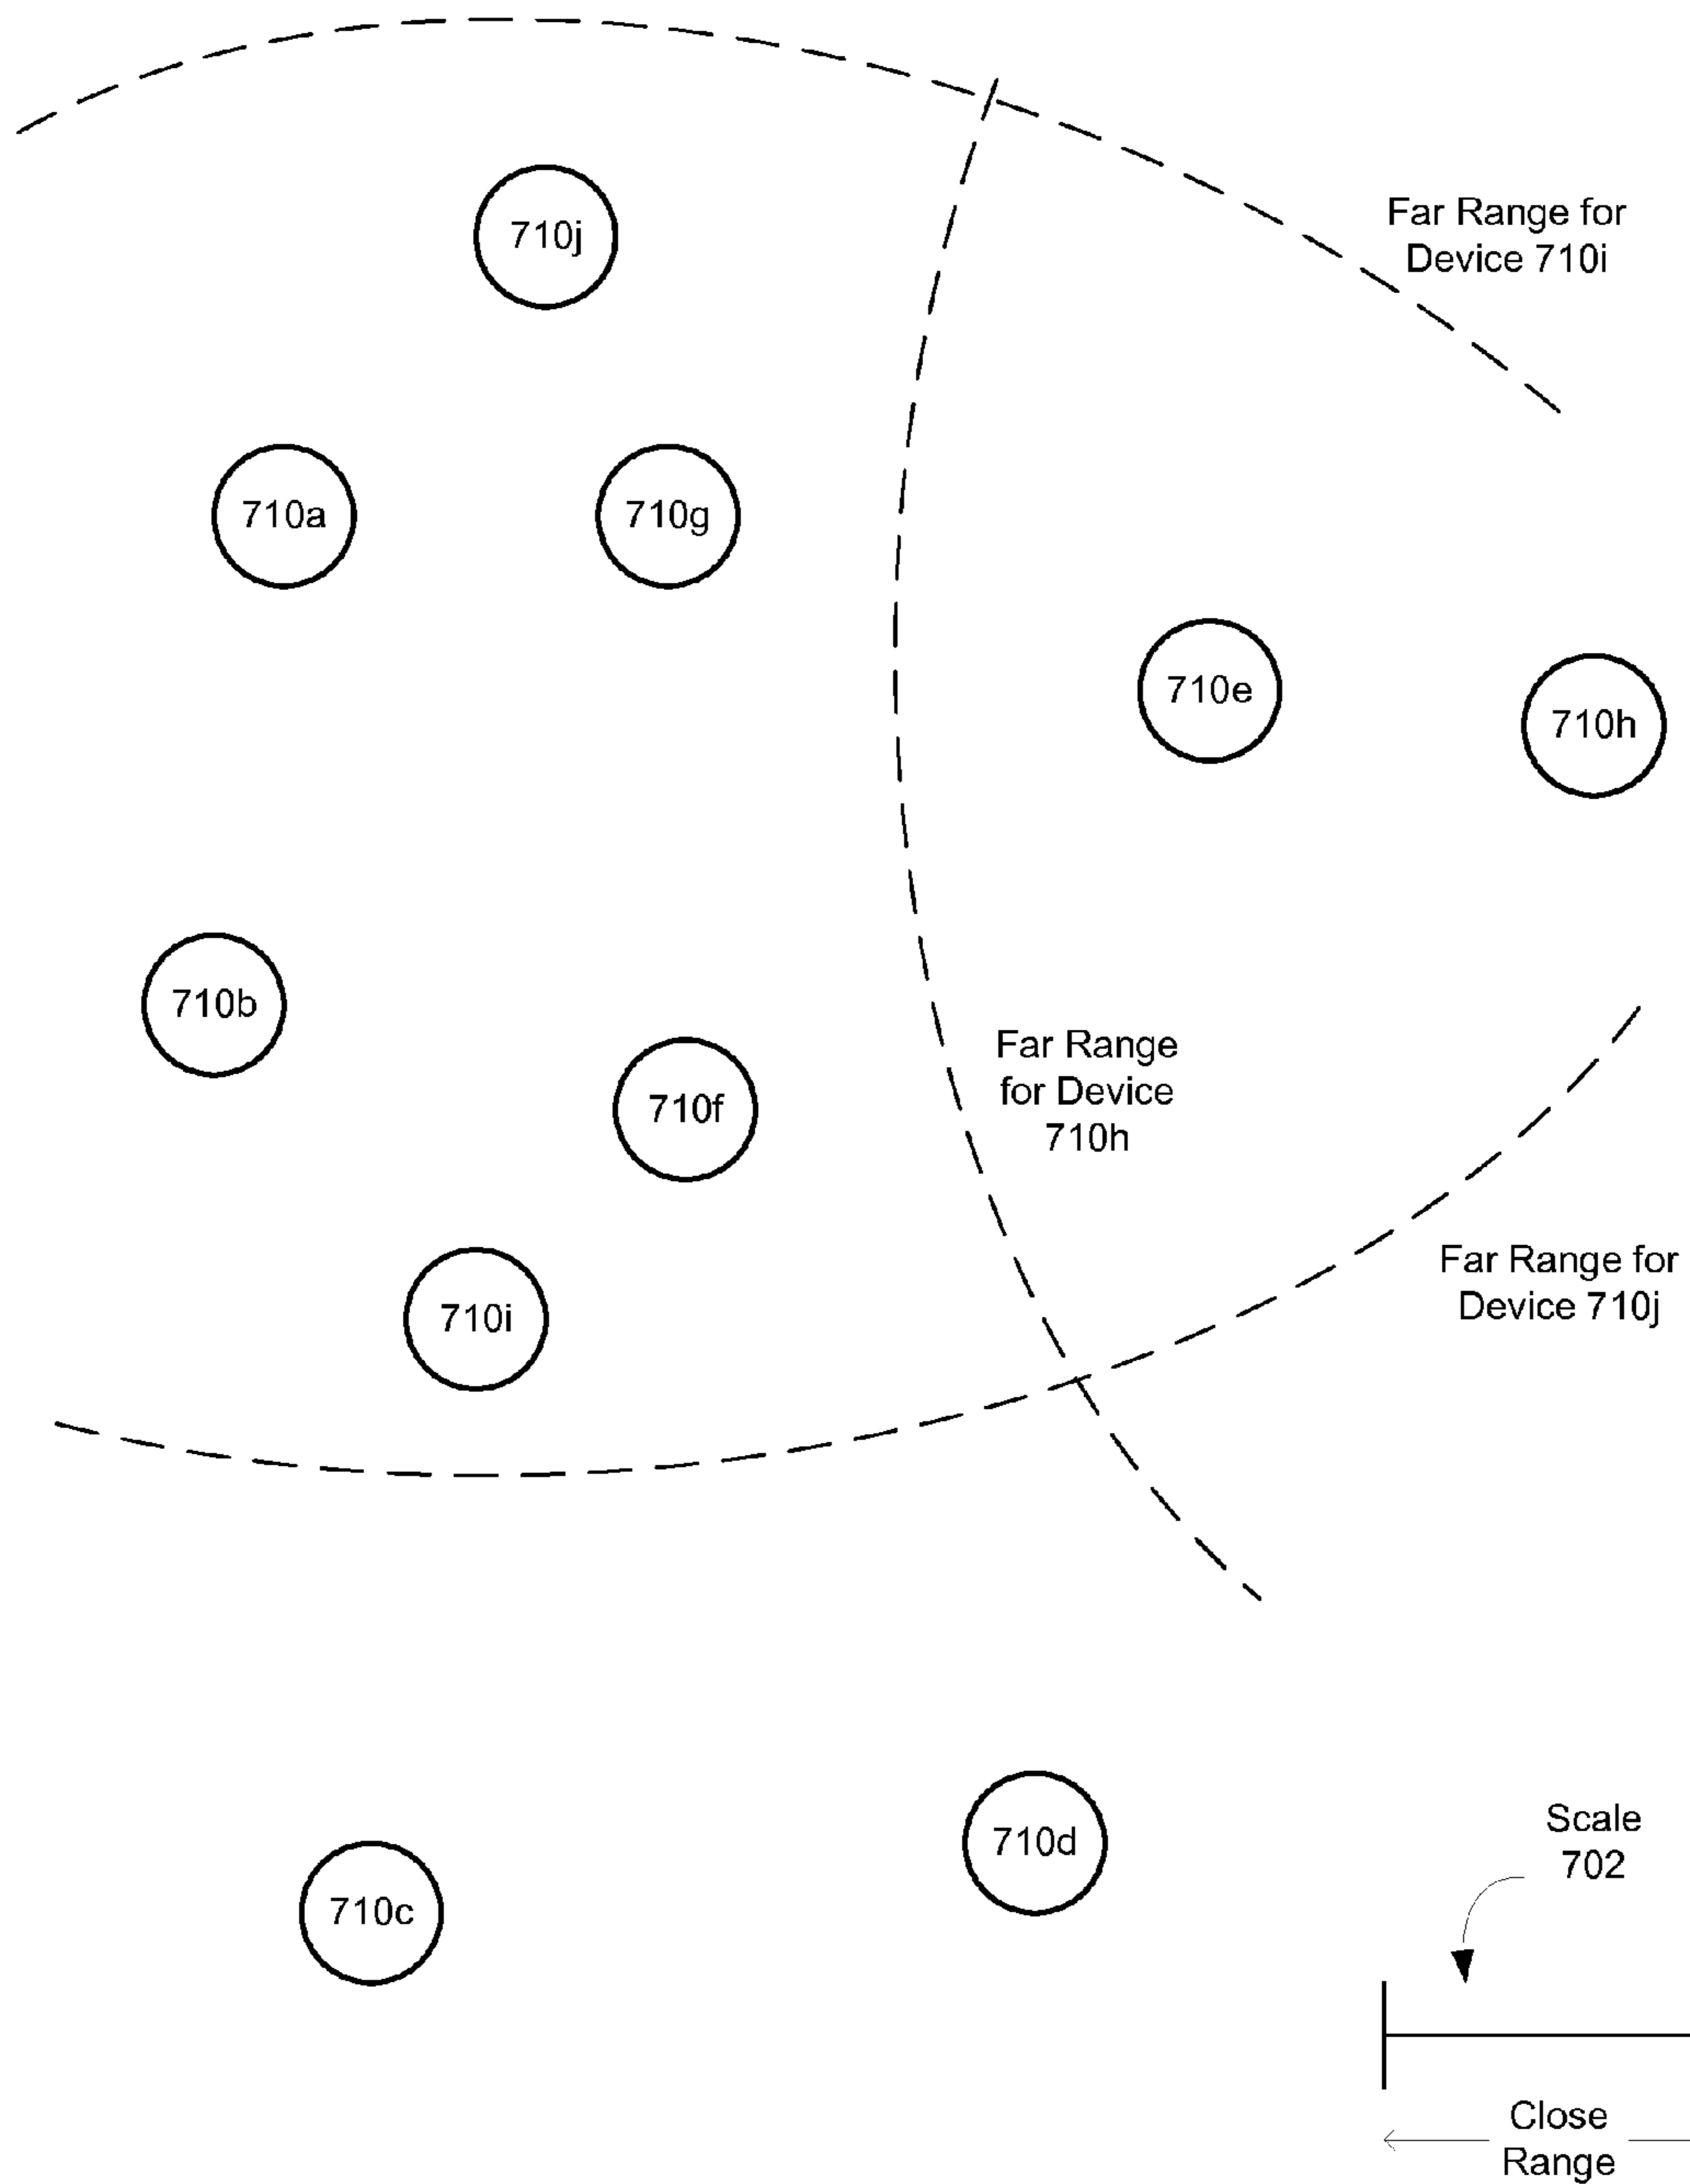 710j
Far Range for
Device 710i
710a
710g
710e
710h
710b
Far Range
for Device
710h
710f
Far Range for
Device 710j
710i
Scale
702
710d
710c
Close
Range